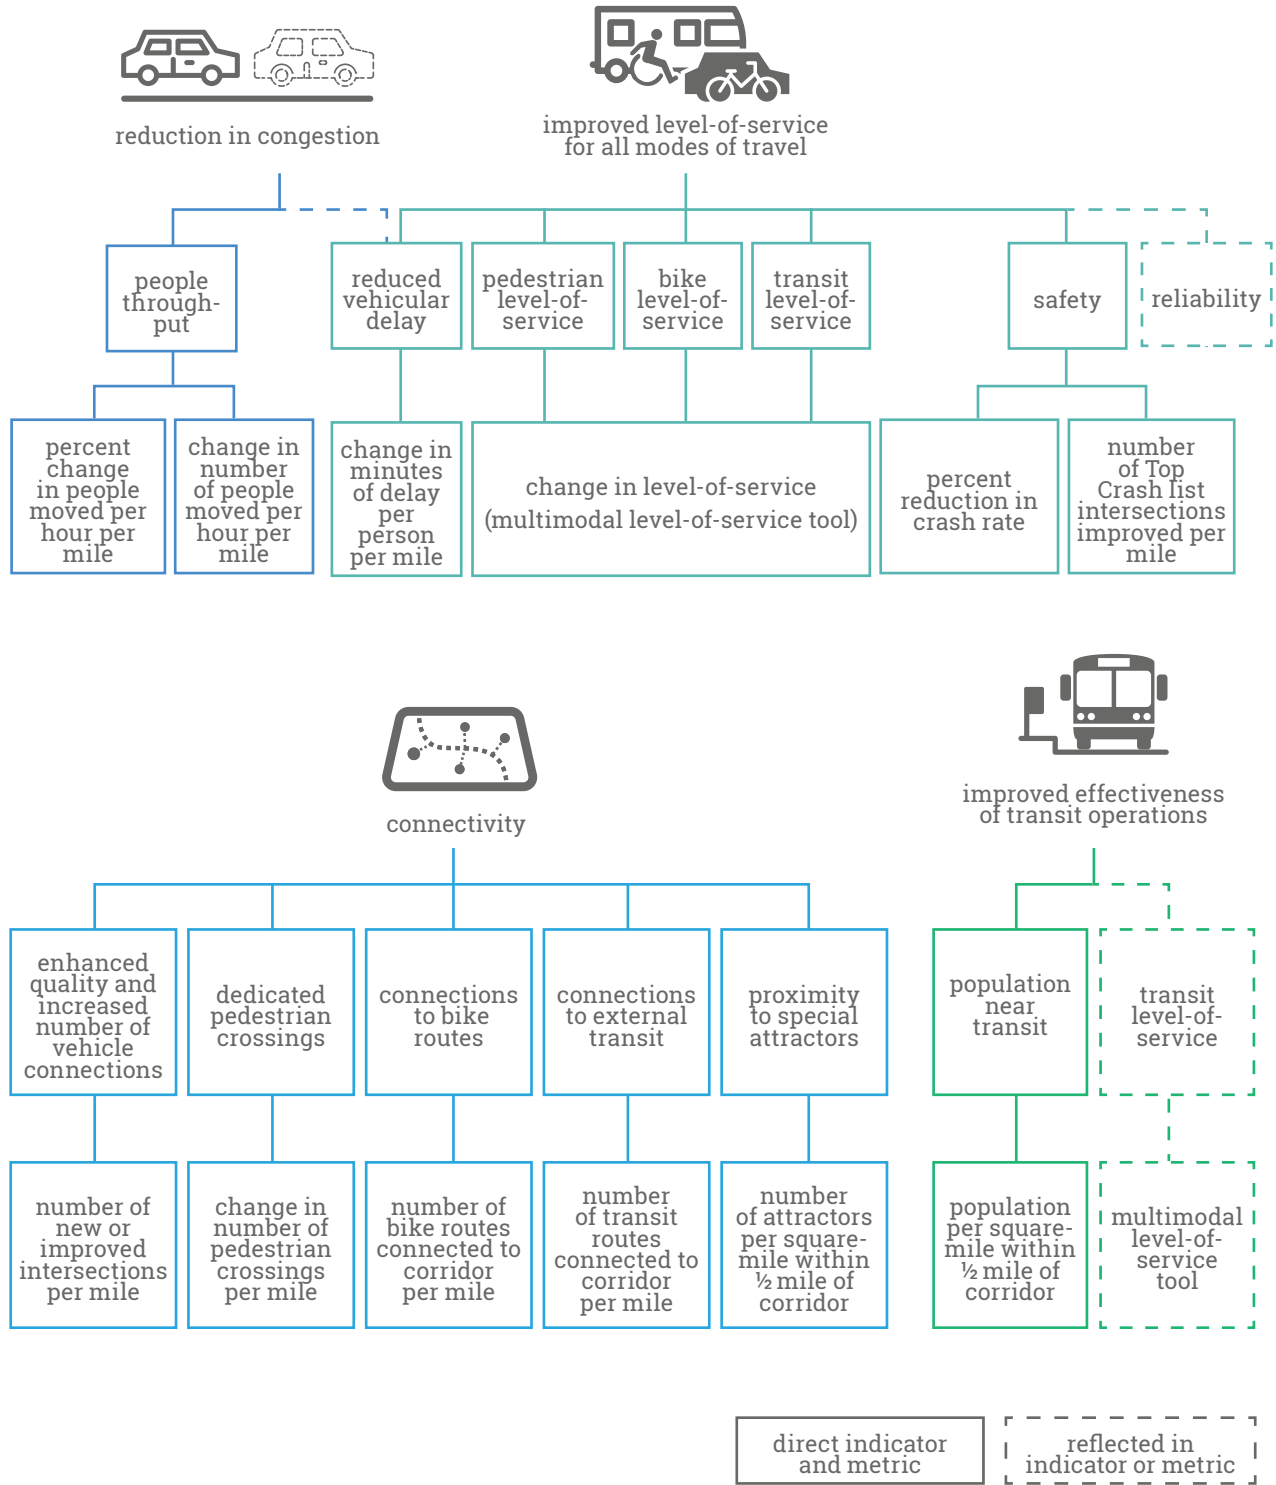 reduction in congestion
improved level-of-service
for all modes of travel
people
through-
put
reduced
vehicular
delay
pedestrian
level-of-
service
bike
level-of-
service
transit
level-of-
service
safety
reliability
percent
change
in people
moved per
hour per
mile
change in
number
of people
moved per
hour per
mile
change in
minutes
of delay
per
person
per mile
change in level-of-service
(multimodal level-of-service tool)
percent
reduction in
crash rate
number
of Top
Crash list
intersections
improved per
mile
connectivity
improved effectiveness
of transit operations
enhanced
quality and
increased
number of
vehicle
connections
dedicated
pedestrian
crossings
connections
to bike
routes
connections
to external
transit
proximity
to special
attractors
population
near
transit
transit
level-of-
service
number of
new or
improved
intersections
per mile
change in
number of
pedestrian
crossings
per mile
number of
bike routes
connected to
corridor
per mile
number
of transit
routes
connected to
corridor
per mile
number
of attractors
per square-
mile within
½ mile of
corridor
population
per square-
mile within
½ mile of
corridor
multimodal
level-of-
service
tool
direct indicator
and metric
reflected in
indicator or metric